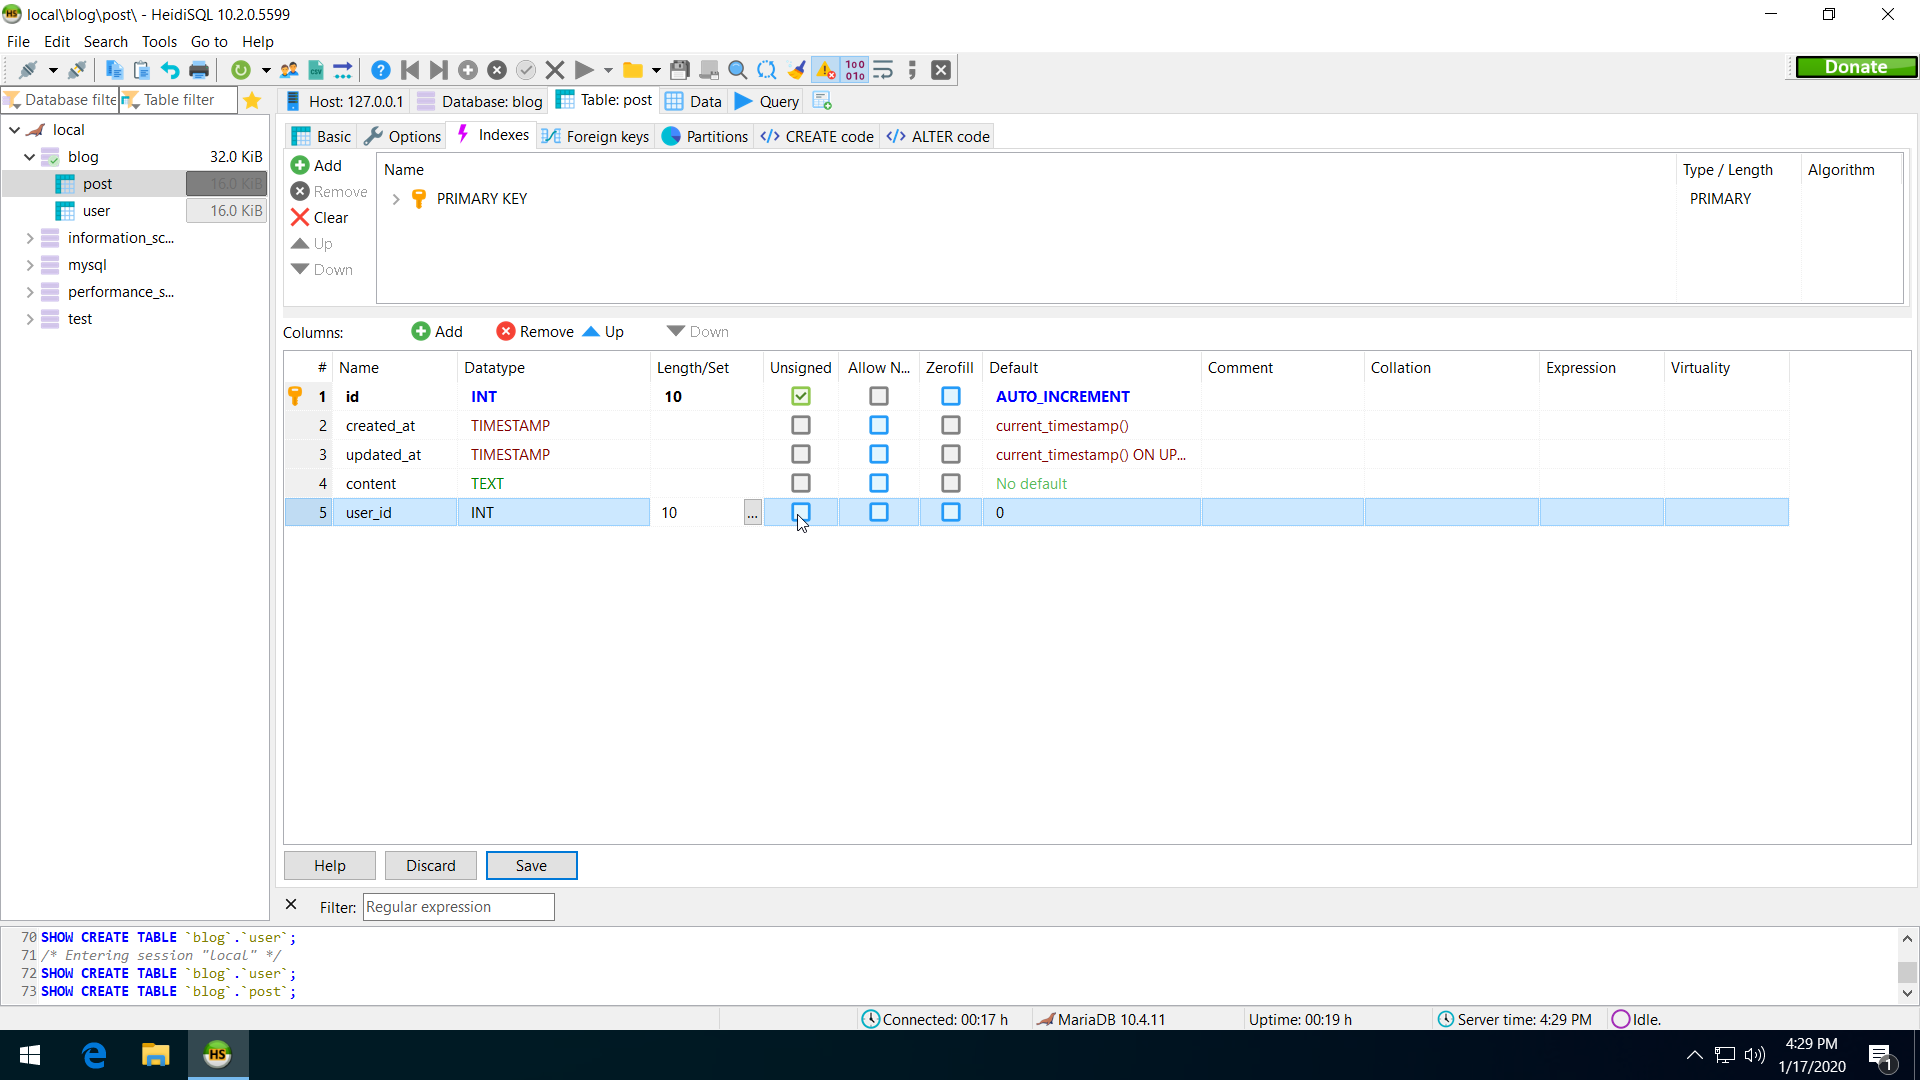 local\blog\post\ - HeidiSQL 10.2.0.5599
File Edit Search Tools Go to Help
Donate
Database filte Table filter
Host: 127.0.0.1 Database: blog Table: post Data Query
local
blog 32.0 KiB
post 16.0 KiB
user 16.0 KiB
information_sc...
mysql
performance_s...
test
Basic Options Indexes Foreign keys Partitions CREATE code ALTER code
Add
Remove
Clear
Up
Down
Name Type / Length Algorithm
PRIMARY KEY PRIMARY
Columns: Add Remove Up Down
# Name Datatype Length/Set Unsigned Allow N... Zerofill Default Comment Collation Expression Virtuality
1 id INT 10 AUTO_INCREMENT
2 created_at TIMESTAMP current_timestamp()
3 updated_at TIMESTAMP current_timestamp() ON UP...
4 content TEXT No default
5 user_id INT 10 ... 0
Help Discard Save
Filter: Regular expression
70 SHOW CREATE TABLE `blog`.`user`;
71 /* Entering session "local" */
72 SHOW CREATE TABLE `blog`.`user`;
73 SHOW CREATE TABLE `blog`.`post`;
Connected: 00:17 h MariaDB 10.4.11 Uptime: 00:19 h Server time: 4:29 PM Idle.
HS
4:29 PM
1/17/2020
1